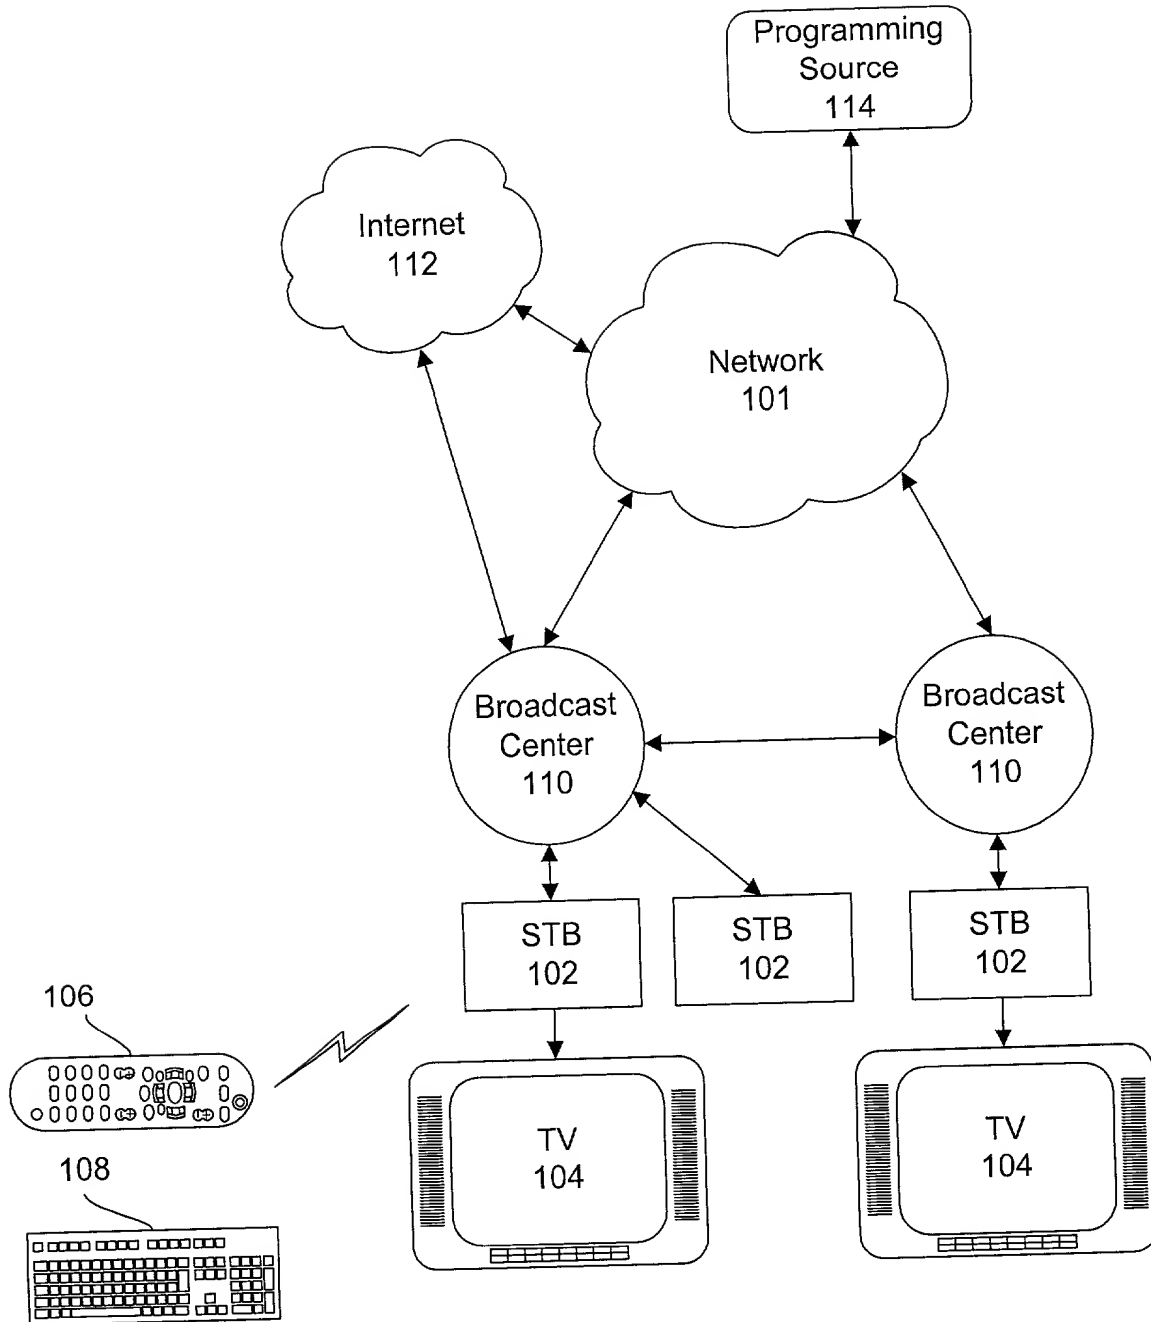 Programming
Source
114
Internet
112
Network
101
Broadcast
Center
110
Broadcast
Center
110
STB
102
STB
102
STB
102
106
TV
104
TV
104
108